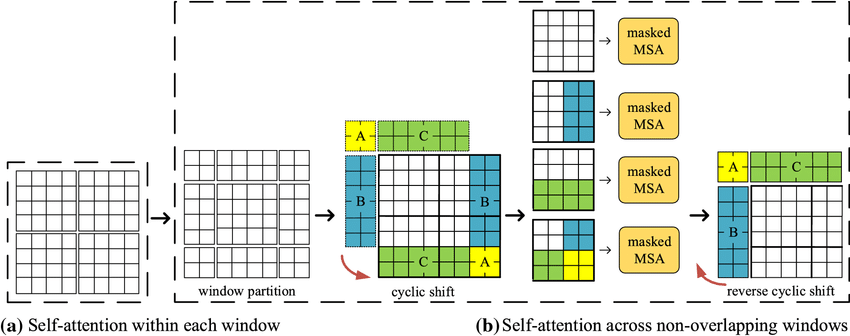 masked
MSA
masked
MSA
A
C
masked
MSA
A
C
B
B
B
C
A
masked
MSA
window partition
cyclic shift
reverse cyclic shift
(a) Self-attention within each window
(b) Self-attention across non-overlapping windows